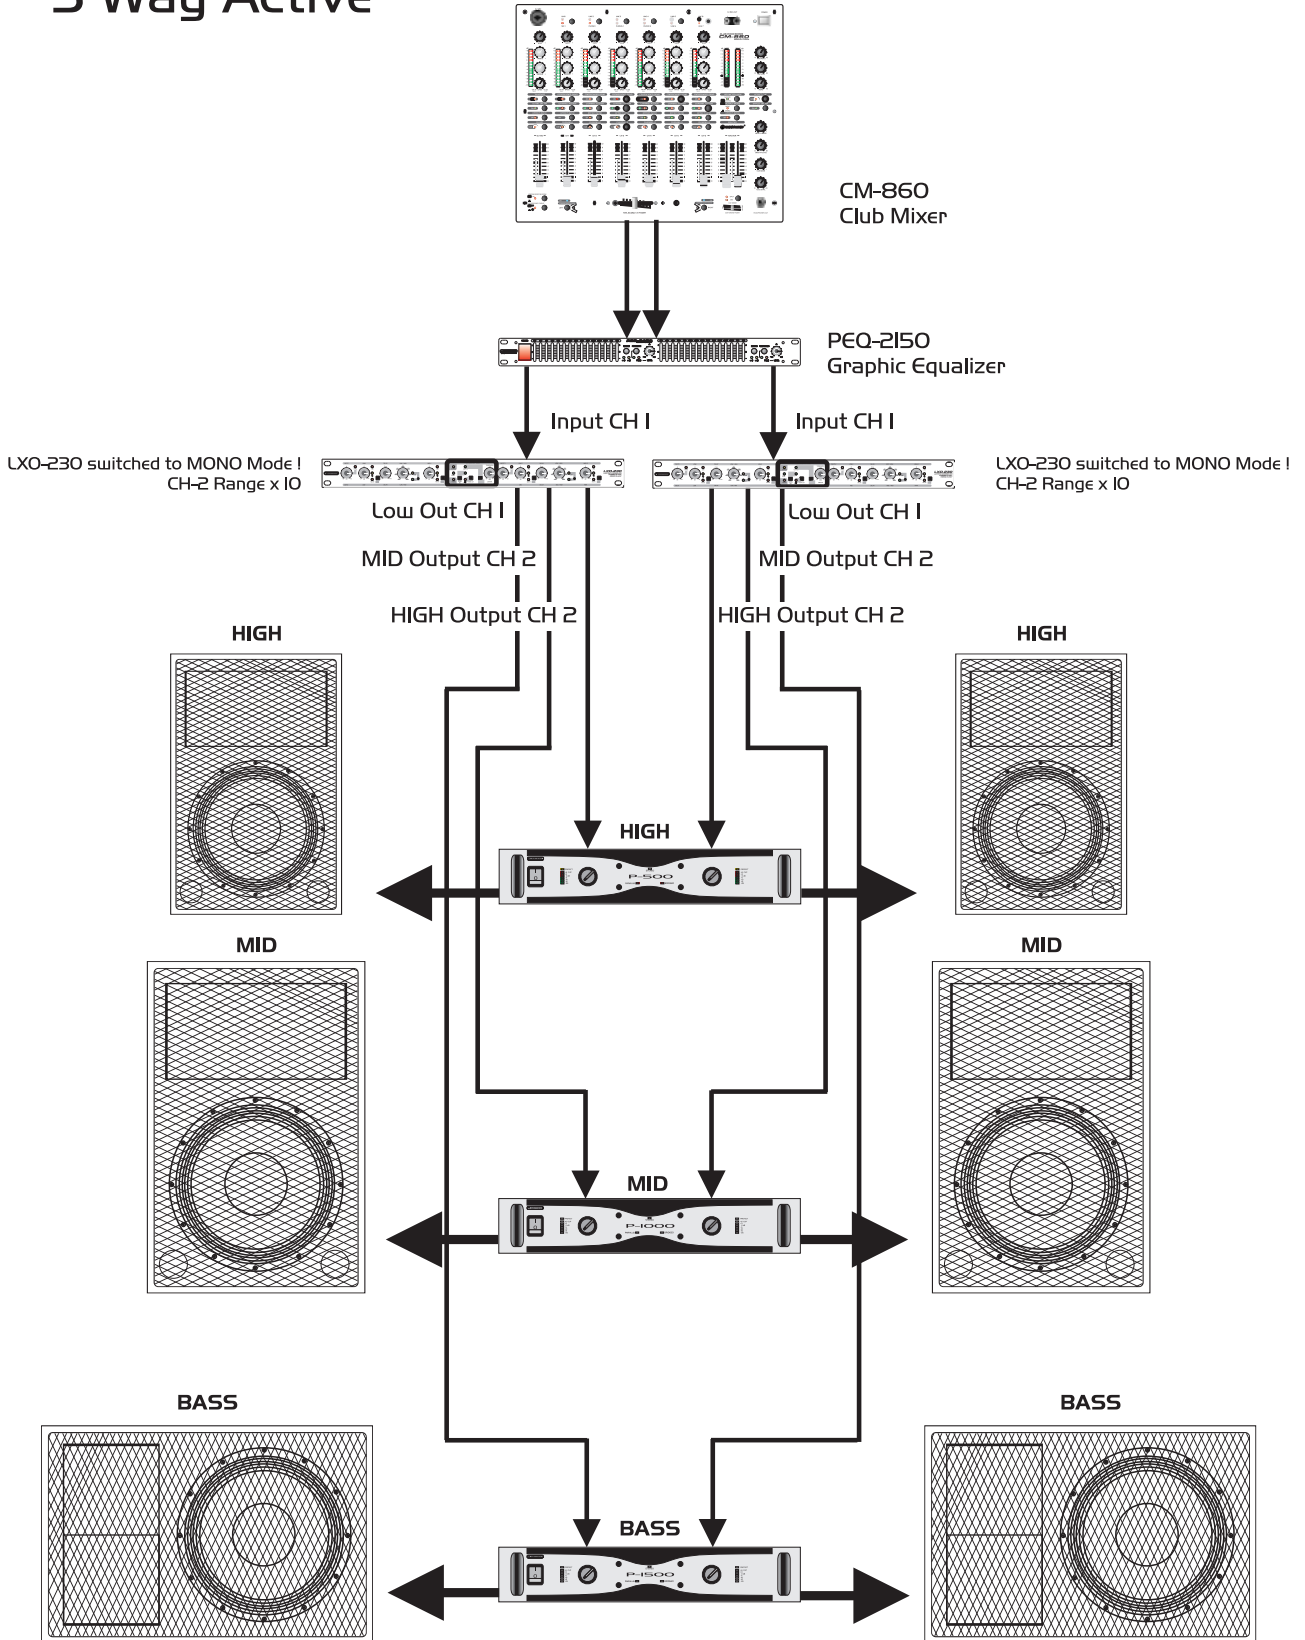 3 Way Active
CM-860
CM-860
Club Mixer
PEQ-2150
Graphic Equalizer
Input CH 1
Input CH 1
LXO-230 switched to MONO Mode !
CH-2 Range x 10
LXO-230 switched to MONO Mode !
CH-2 Range x 10
Low Out CH 1
Low Out CH 1
MID Output CH 2
MID Output CH 2
HIGH Output CH 2
HIGH Output CH 2
HIGH
HIGH
HIGH
P-500
MID
MID
MID
P-1000
BASS
BASS
BASS
P-1500